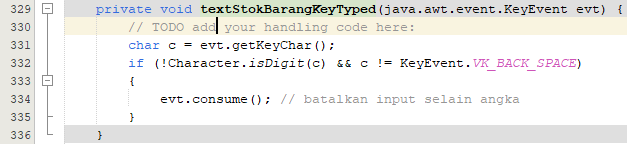 329 private void textStokBarangKeyTyped(java.awt.event.KeyEvent evt) {
330 // TODO add your handling code here:
331 char c = evt.getKeyChar();
332 if (!Character.isDigit(c) && c != KeyEvent.VK_BACK_SPACE)
333 {
334 evt.consume(); // batalkan input selain angka
335 }
336 }